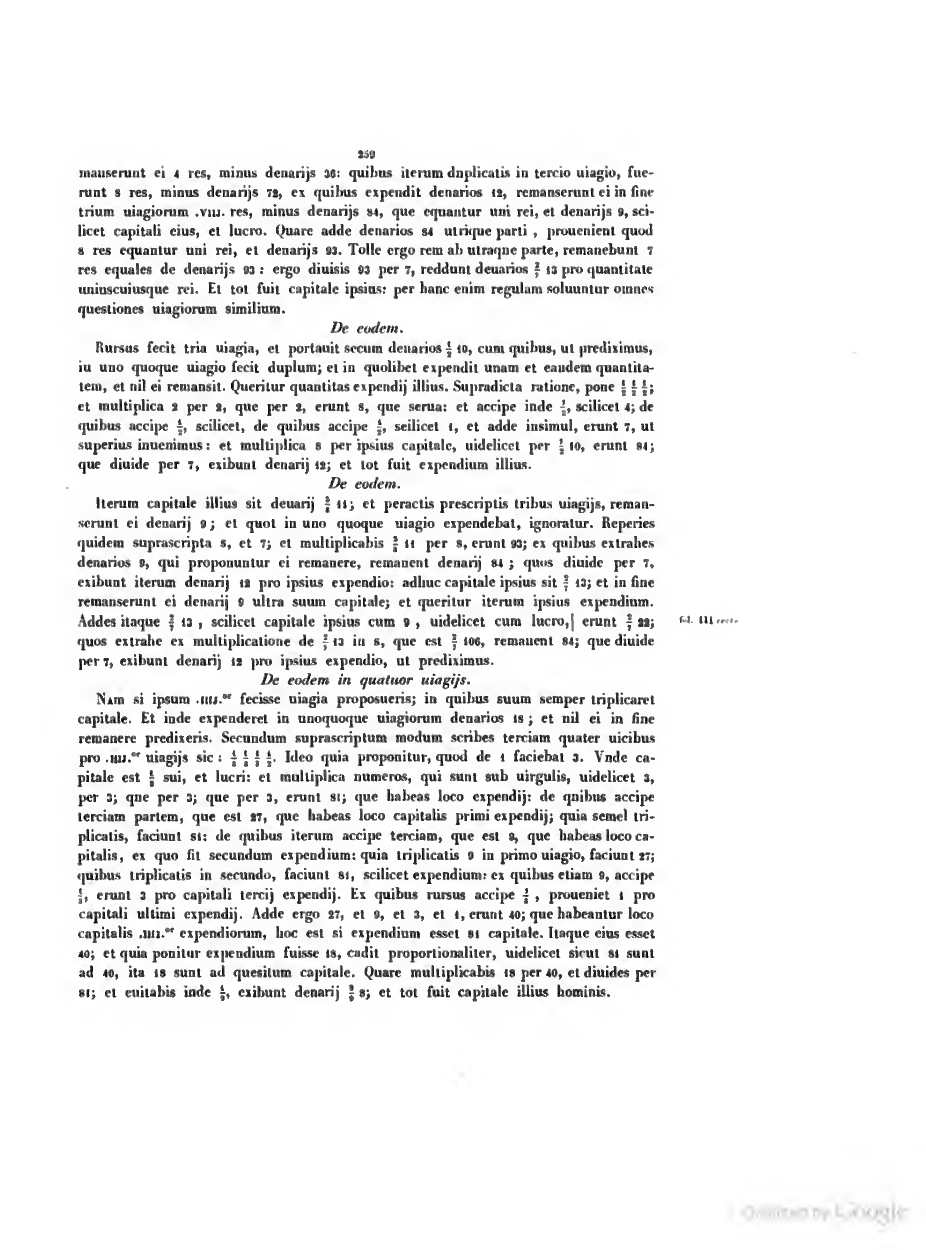 259
manserunt ei 4 res, minus denarijs 36: quibus iterum duplicatis in tercio uiagio, fue-
runt 8 res, minus denarijs 72, ex quibus expendit denarios 12, remanserunt ei in fine
trium uiagiorum .VIIJ. res, minus denarijs 84, que equantur uni rei, et denarijs 9, sci-
licet capitali eius, et lucro. Quare adde denarios 84 utrique parti , prouenient quod
8 res equantur uni rei, et denarijs 93. Tolle ergo rem ab utraque parte, remanebunt 7
res equales de denarijs 93 : ergo diuisis 93 per 7, reddunt denarios 2/7 13 pro quantitate
uniuscuiusque rei. Et tot fuit capitale ipsius: per hanc enim regulam soluuntur omnes
questiones uiagiorum similium.
De eodem.
Rursus fecit tria uiagia, et portauit secum denarios 1/2 10, cum quibus, ut prediximus,
in uno quoque uiagio fecit duplum; et in quolibet expendit unam et eandem quantita-
tem, et nil ei remansit. Queritur quantitas expendij illius. Supradicta ratione, pone 1/2 1/2 1/2;
et multiplica 2 per 2, que per 2, erunt 8, que serua: et accipe inde 1/2, scilicet 4; de
quibus accipe 1/2, scilicet, de quibus accipe 1/2, scilicet 1, et adde insimul, erunt 7, ut
superius inuenimus: et multiplica 8 per ipsius capitale, uidelicet per 1/2 10, erunt 84;
que diuide per 7, exibunt denarij 12; et tot fuit expendium illius.
De eodem.
Iterum capitale illius sit denarij 5/8 11; et peractis prescriptis tribus uiagijs, reman-
serunt ei denarij 9; et quot in uno quoque uiagio expendebat, ignoratur. Reperies
quidem suprascripta 8, et 7; et multiplicabis 5/8 11 per 8, erunt 93; ex quibus extrahes
denarios 9, qui proponuntur ei remanere, remanent denarij 84 ; quos diuide per 7,
exibunt iterum denarij 12 pro ipsius expendio: adhuc capitale ipsius sit 2/7 13; et in fine
remanserunt ei denarij 9 ultra suum capitale; et queritur iterum ipsius expendium.
Addes itaque 2/7 13 , scilicet capitale ipsius cum 9 , uidelicet cum lucro,| erunt 2/7 22; fol. 111 recto
quos extrahe ex multiplicatione de 2/7 13 in 8, que est 2/7 106, remanent 84; que diuide
per 7, exibunt denarij 12 pro ipsius expendio, ut prediximus.
De eodem in quatuor uiagijs.
Nam si ipsum .IIIJ.or fecisse uiagia proposueris; in quibus suum semper triplicaret
capitale. Et inde expenderet in unoquoque uiagiorum denarios 18 ; et nil ei in fine
remanere predixeris. Secundum suprascriptum modum scribes terciam quater uicibus
pro .IIIJ.or uiagijs sic : 1/3 1/3 1/3 1/3. Ideo quia proponitur, quod de 1 faciebat 3. Vnde ca-
pitale est 1/3 sui, et lucri: et multiplica numeros, qui sunt sub uirgulis, uidelicet 3,
per 3; que per 3; que per 3, erunt 81; que habeas loco expendij: de quibus accipe
terciam partem, que est 27, que habeas loco capitalis primi expendij; quia semel tri-
plicatis, faciunt 81: de quibus iterum accipe terciam, que est 9, que habeas loco ca-
pitalis, ex quo fit secundum expendium: quia triplicatis 9 in primo uiagio, faciunt 27;
quibus triplicatis in secundo, faciunt 81, scilicet expendium: ex quibus etiam 9, accipe
1/3, erunt 3 pro capitali tercij expendij. Ex quibus rursus accipe 1/3 , proueniet 1 pro
capitali ultimi expendij. Adde ergo 27, et 9, et 3, et 1, erunt 40; que habeantur loco
capitalis .IIIJ.or expendiorum, hoc est si expendium esset 81 capitale. Itaque eius esset
40; et quia ponitur expendium fuisse 18, cadit proportionaliter, uidelicet sicut 81 sunt
ad 40, ita 18 sunt ad quesitum capitale. Quare multiplicabis 18 per 40, et diuides per
81; et euitabis inde 1/9, exibunt denarij 8/9 8; et tot fuit capitale illius hominis.
Digitized by Google